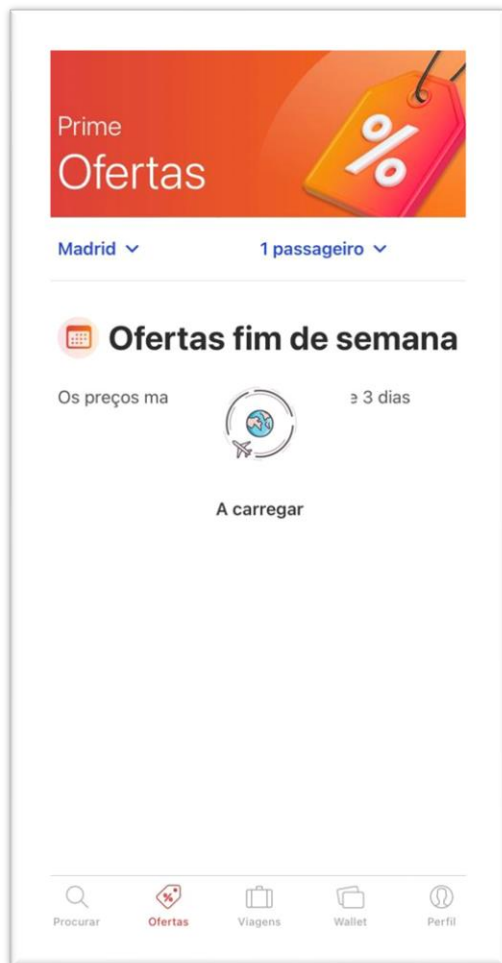 Prime
Ofertas
%
Madrid
1 passageiro
Ofertas fim de semana
Os preços ma e 3 dias
A carregar
%
Procurar Ofertas Viagens Wallet Perfil